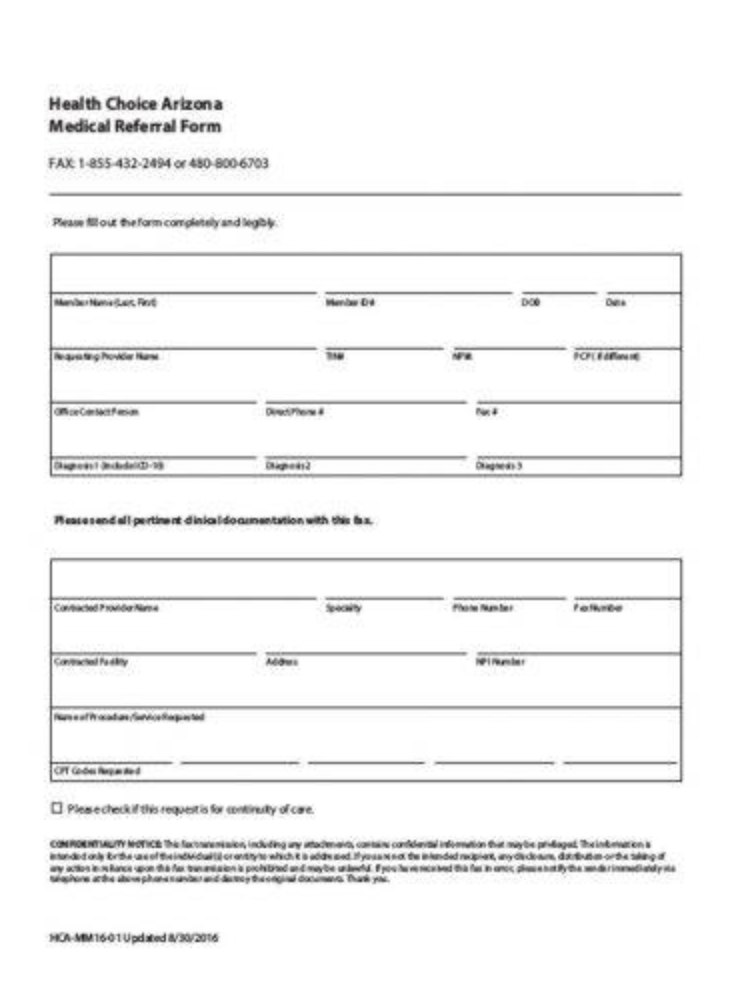 Health Choice Arizona
Medical Referral Form
FAX: 1-855-432-2494 or 480-800-6703
Please fill out the form completely and legibly.
Member Name (Last, First) Member ID# DOB Date
Requesting Provider Name TIN# NPI# PCP ( if different)
Office Contact Person Direct Phone # Fax #
Diagnosis 1 (include ICD-10) Diagnosis 2 Diagnosis 3
Please send all pertinent clinical documentation with this fax.
Contracted Provider Name Specialty Phone Number Fax Number
Contracted Facility Address NPI Number
Name of Procedure/Service Requested
CPT Codes Requested
☐ Please check if this request is for continuity of care.
CONFIDENTIALITY NOTICE: The fax transmission, including any attachments, contains confidential information that may be privileged. The information is
intended only for the use of the individual(s) or entity to which it is addressed. If you are not the intended recipient, any disclosure, distribution or the taking of
any action in reliance upon this fax transmission is prohibited and may be unlawful. If you have received this fax in error, please notify the sender immediately via
telephone at the above phone number and destroy the original documents. Thank you.
HCA-MM16-01 Updated 8/30/2016